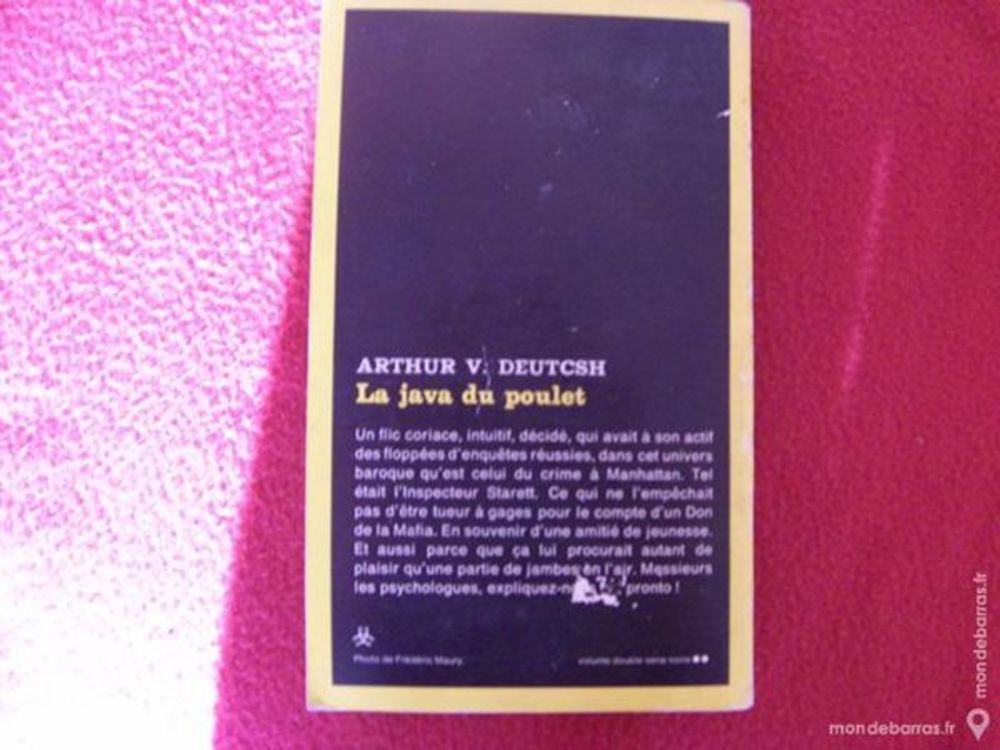 ARTHUR V. DEUTCSH
La java du poulet
Un flic coriace, intuitif, décidé, qui avait à son actif
des floppées d'enquêtes réussies, dans cet univers
baroque qu'est celui du crime à Manhattan. Tel
était l'Inspecteur Starett. Ce qui ne l'empêchait
pas d'être tueur à gages pour le compte d'un Don
de la Mafia. En souvenir d'une amitié de jeunesse.
Et aussi parce que ça lui procurait autant de
plaisir qu'une partie de jambes en l'air. Messieurs
les psychologues, pronto !
Photo de Frédéric Maury. volume double série noire
mondebarras.fr
mondebarras.fr